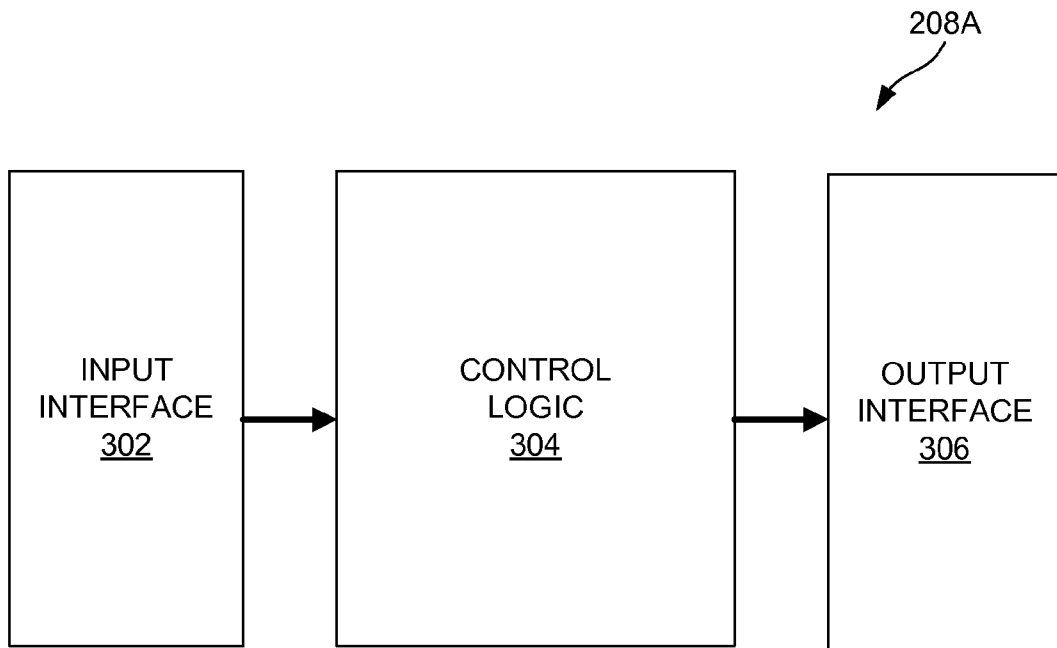 208A
INPUT
INTERFACE
302
CONTROL
LOGIC
304
OUTPUT
INTERFACE
306